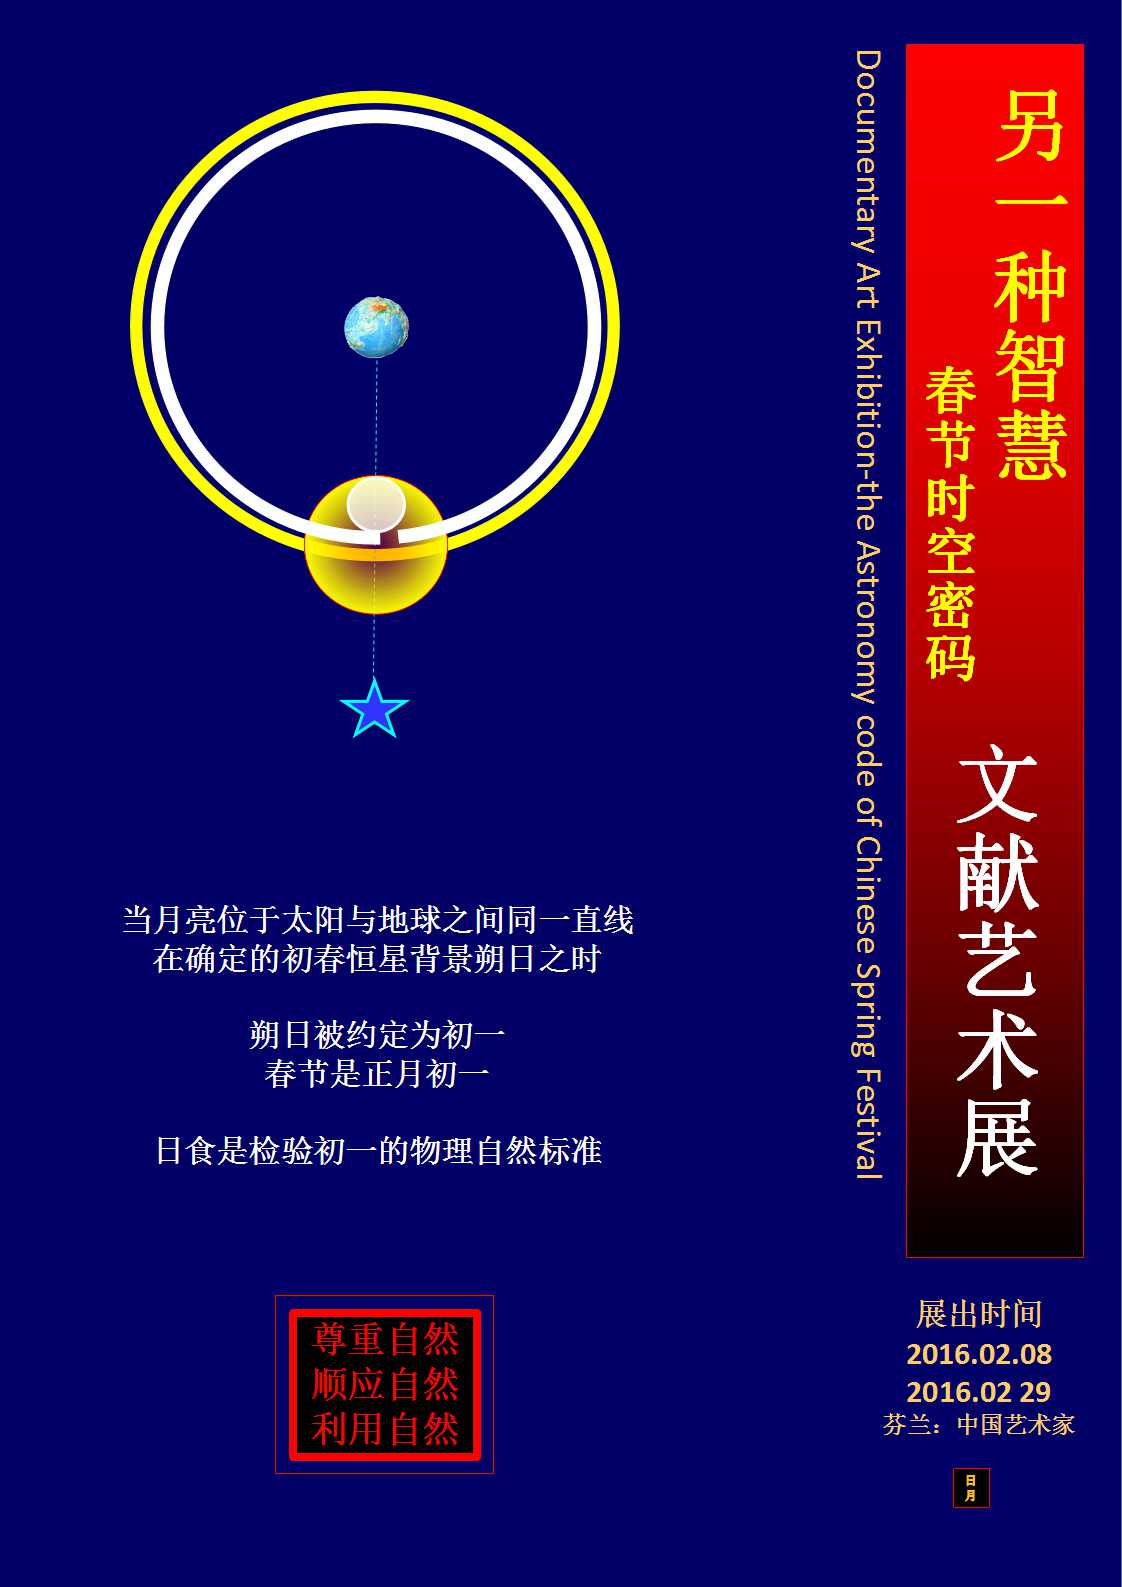 另一种智慧
春节时空密码
文献艺术展
Documentary Art Exhibition-the Astronomy code of Chinese Spring Festival
当月亮位于太阳与地球之间同一直线
在确定的初春恒星背景朔日之时
朔日被约定为初一
春节是正月初一
日食是检验初一的物理自然标准
尊重自然
顺应自然
利用自然
展出时间
2016.02.08
2016.02 29
芬兰：中国艺术家
日
月